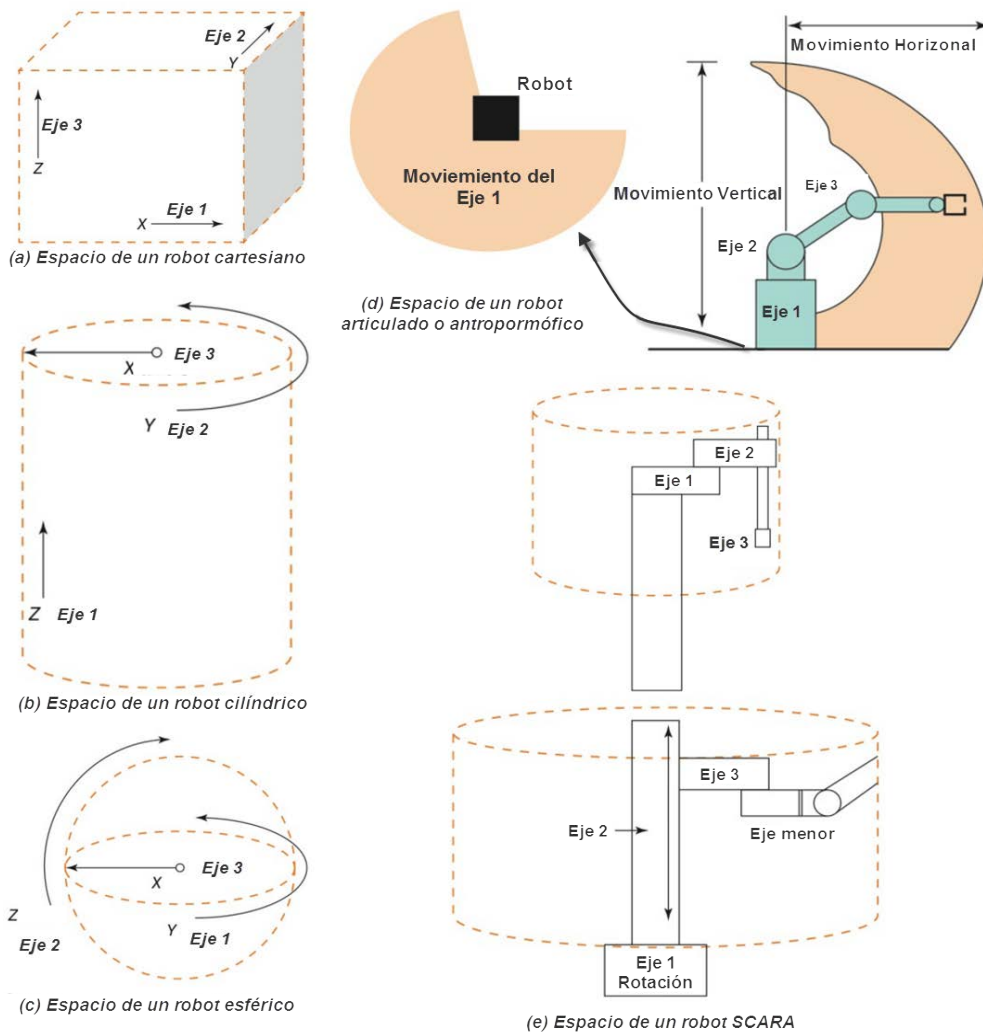 Eje 2
Y
Eje 3
Z
Eje 1
X
(a) Espacio de un robot cartesiano
Robot
Moviemiento del
Eje 1
Movimiento Horizonal
Movimiento Vertical
Eje 3
Eje 2
Eje 1
(d) Espacio de un robot
articulado o antropormófico
Eje 3
X
Y Eje 2
Z Eje 1
(b) Espacio de un robot cilíndrico
Eje 3
X
Z
Eje 2
Y Eje 1
(c) Espacio de un robot esférico
Eje 2
Eje 1
Eje 3
Eje 3
Eje 2
Eje menor
Eje 1
Rotación
(e) Espacio de un robot SCARA